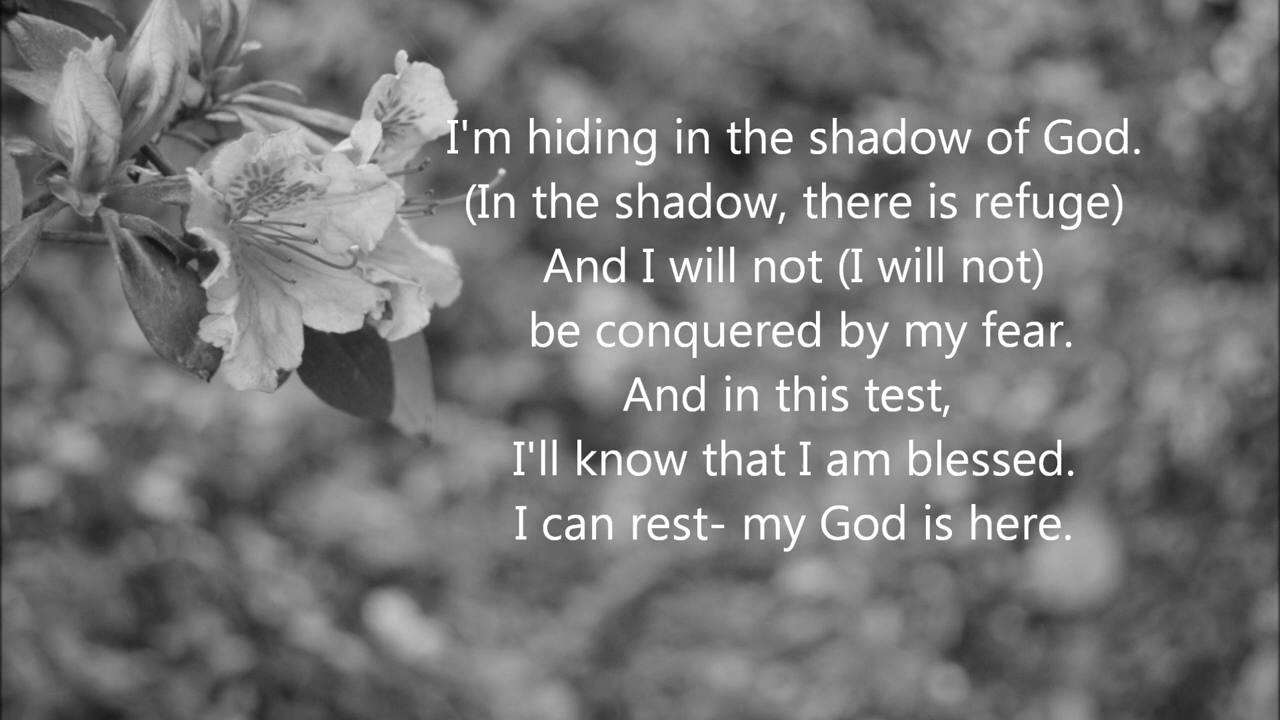 I'm hiding in the shadow of God.
(In the shadow, there is refuge)
And I will not (I will not)
be conquered by my fear.
And in this test,
I'll know that I am blessed.
I can rest- my God is here.